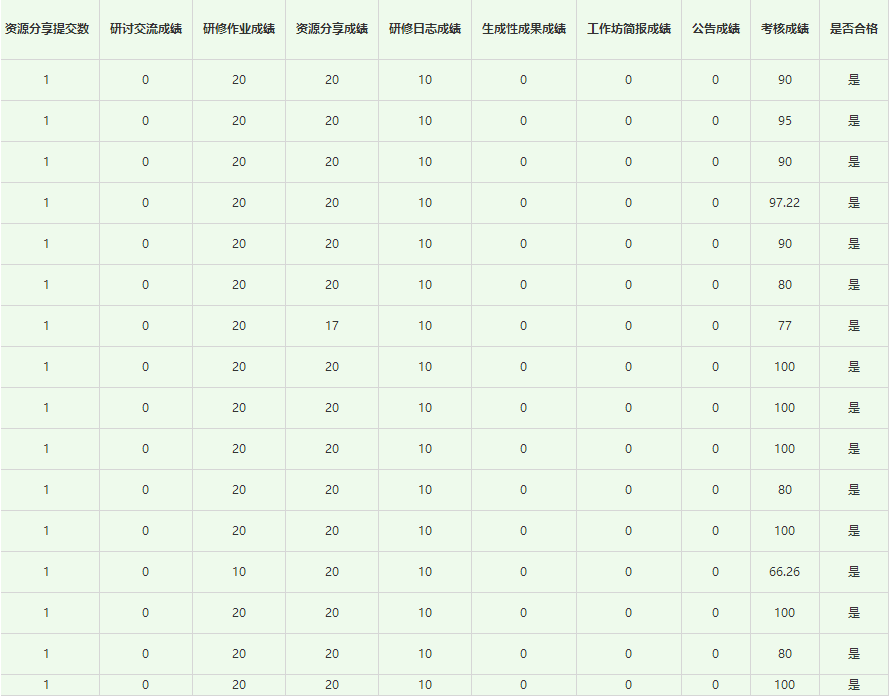 资源分享提交数 研讨交流成绩 研修作业成绩 资源分享成绩 研修日志成绩 生成性成果成绩 工作坊简报成绩 公告成绩 考核成绩 是否合格
1 0 20 20 10 0 0 0 90 是
1 0 20 20 10 0 0 0 95 是
1 0 20 20 10 0 0 0 90 是
1 0 20 20 10 0 0 0 97.22 是
1 0 20 20 10 0 0 0 90 是
1 0 20 20 10 0 0 0 80 是
1 0 20 17 10 0 0 0 77 是
1 0 20 20 10 0 0 0 100 是
1 0 20 20 10 0 0 0 100 是
1 0 20 20 10 0 0 0 100 是
1 0 20 20 10 0 0 0 80 是
1 0 20 20 10 0 0 0 100 是
1 0 10 20 10 0 0 0 66.26 是
1 0 20 20 10 0 0 0 100 是
1 0 20 20 10 0 0 0 80 是
1 0 20 20 10 0 0 0 100 是